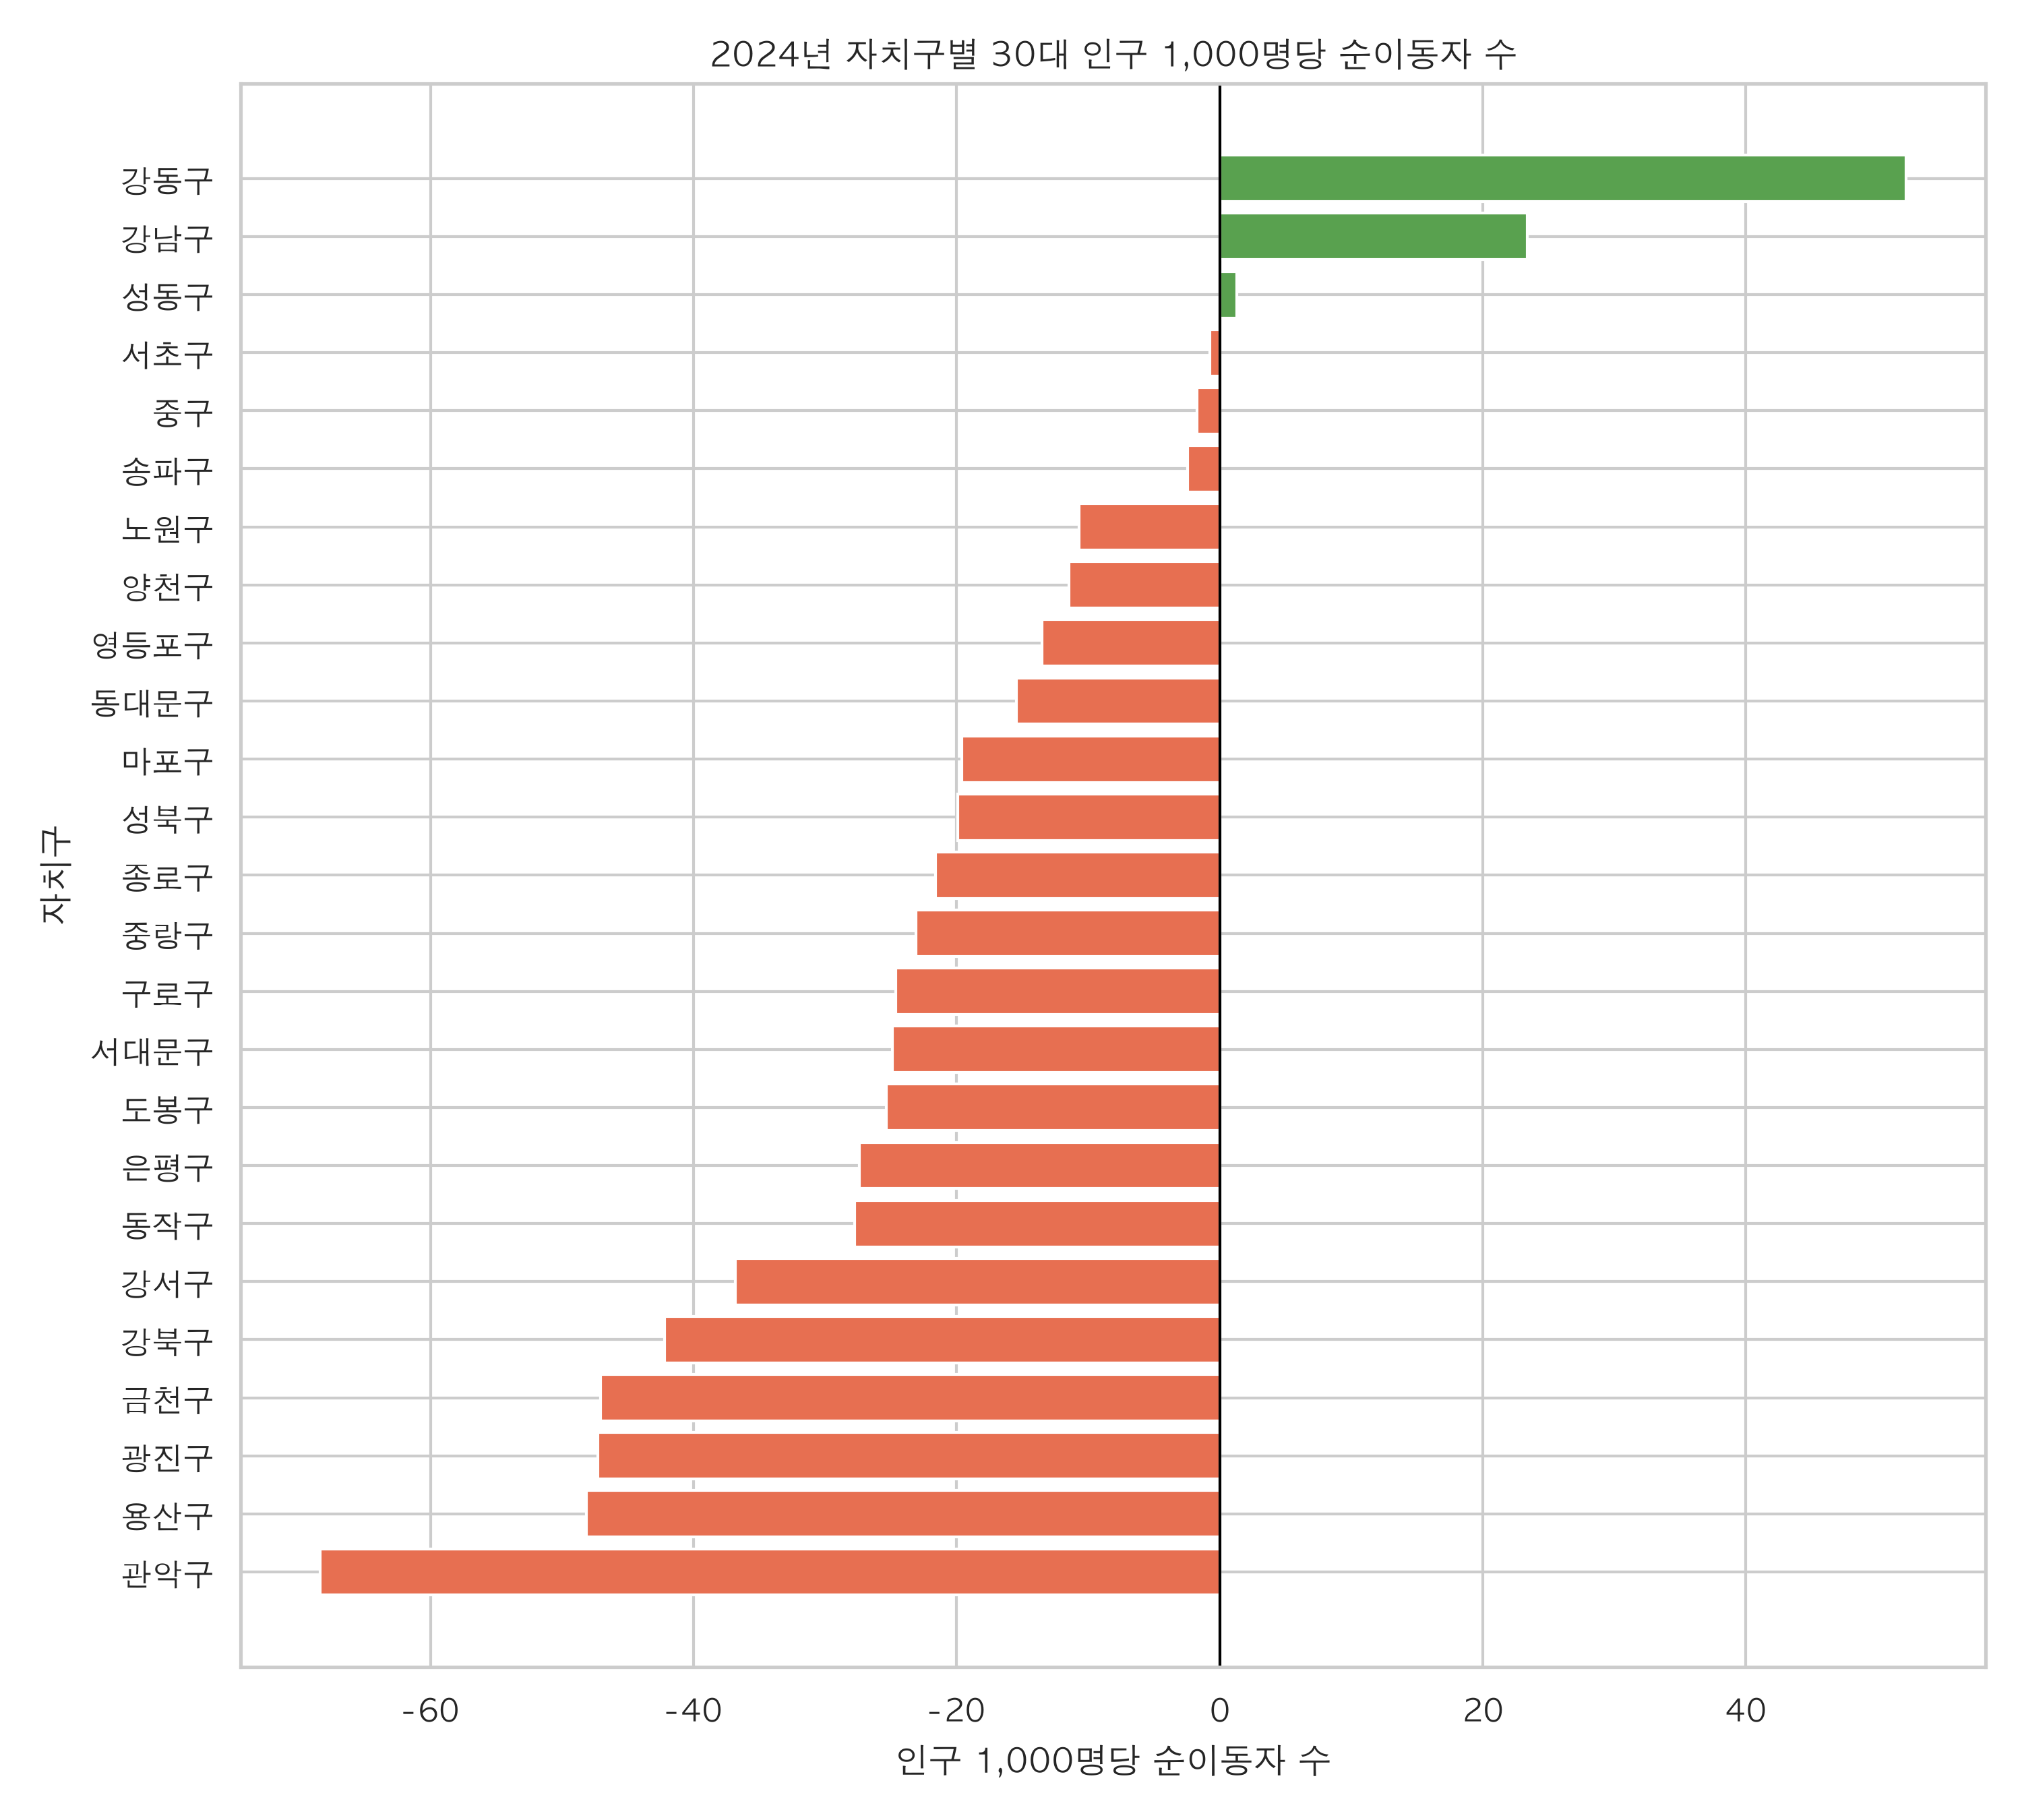 2024년 자치구별 30대 인구 1,000명당 순이동자 수
자치구
강동구
강남구
성동구
서초구
중구
송파구
노원구
양천구
영등포구
동대문구
마포구
성북구
종로구
중랑구
구로구
서대문구
도봉구
은평구
동작구
강서구
강북구
금천구
광진구
용산구
관악구
-60 -40 -20 0 20 40
인구 1,000명당 순이동자 수